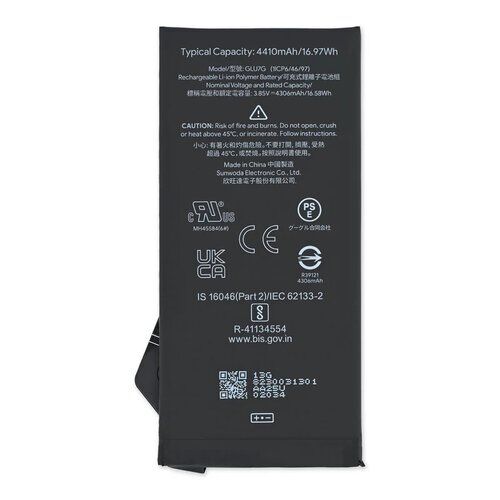 Typical Capacity: 4410mAh/16.97Wh
Model/型號: GLU7G (1ICP6/46/97)
Rechargeable Li-ion Polymer Battery/可充式鋰離子電池組
Nominal Voltage and Rated Capacity/
標稱電壓和額定電容量: 3.85V⎓4306mAh/16.58Wh
CAUTION: Risk of fire and burns. Do not open, crush
or heat above 45°C, or incinerate. Follow instructions.
小心: 有著火和灼傷危險。不要打開, 擠壓, 受熱
超過 45°C, 或焚燒。按照說明書使用。
Made in China 中國製造
Sunwoda Electronic Co., Ltd.
欣旺達電子股份有限公司
c RU us
MH45584(6#)
PS
E
グーグル合同会社
UK
CA
CE
R39121
4306mAh
IS 16046(Part 2)/IEC 62133-2
R-41134554
www.bis.gov.in
13G
8230031301
AA25U
02034